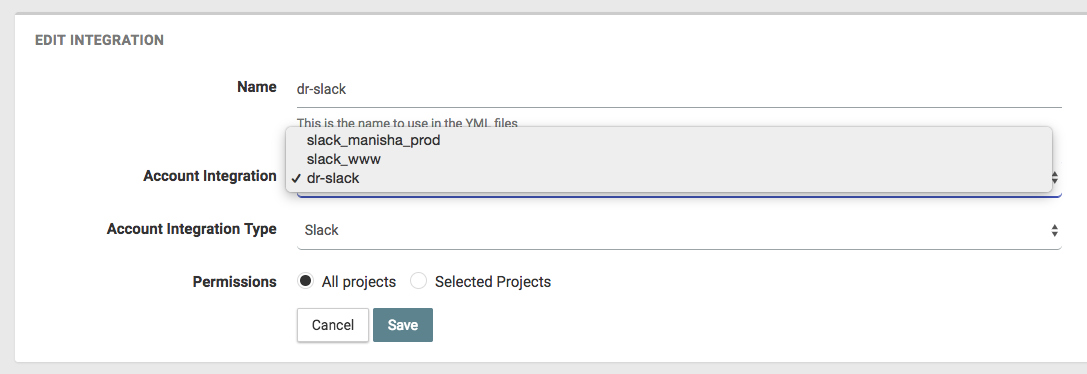 EDIT INTEGRATION
Name dr-slack
This is the name to use in the YML files
slack_manisha_prod
slack_www
Account Integration ✓ dr-slack
Account Integration Type Slack
Permissions All projects Selected Projects
Cancel Save